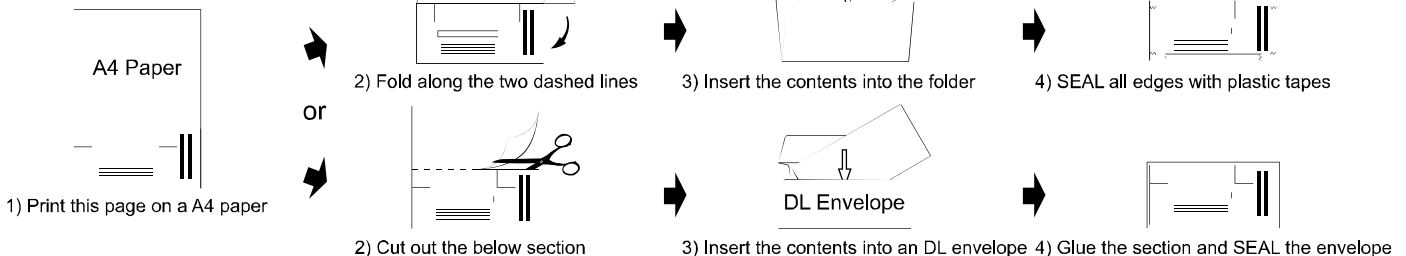 A4 Paper
1) Print this page on a A4 paper
or
2) Fold along the two dashed lines
3) Insert the contents into the folder
4) SEAL all edges with plastic tapes
2) Cut out the below section
DL Envelope
3) Insert the contents into an DL envelope
4) Glue the section and SEAL the envelope